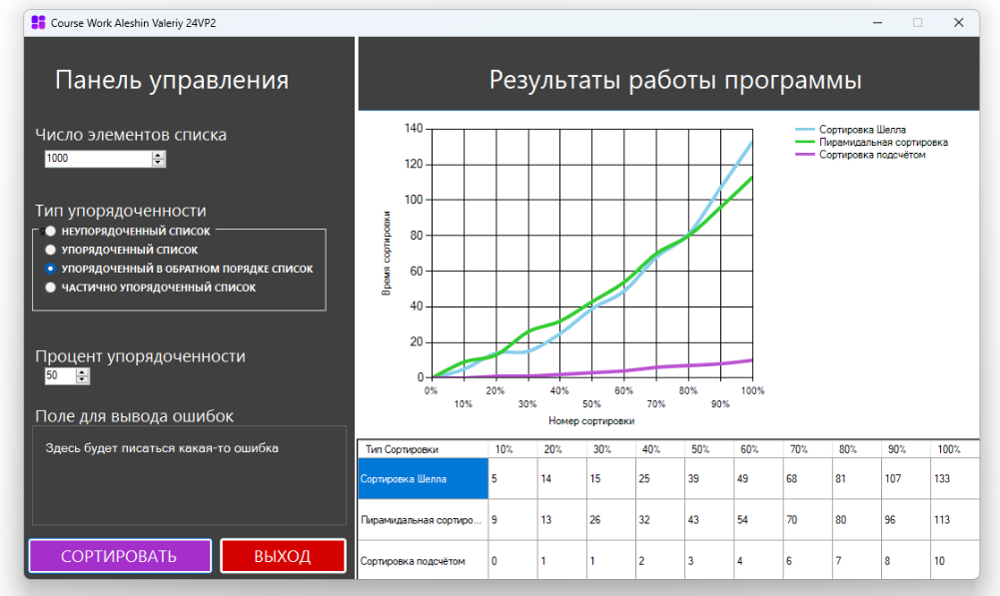 Course Work Aleshin Valeriy 24VP2
Панель управления
Число элементов списка
1000
Тип упорядоченности
НЕУПОРЯДОЧЕННЫЙ СПИСОК
УПОРЯДОЧЕННЫЙ СПИСОК
УПОРЯДОЧЕННЫЙ В ОБРАТНОМ ПОРЯДКЕ СПИСОК
ЧАСТИЧНО УПОРЯДОЧЕННЫЙ СПИСОК
Процент упорядоченности
50
Поле для вывода ошибок
Здесь будет писаться какая-то ошибка
СОРТИРОВАТЬ ВЫХОД
Результаты работы программы
140
120
100
80
60
40
20
0
Время сортировки
0% 20% 40% 60% 80% 100%
10% 30% 50% 70% 90%
Номер сортировки
Сортировка Шелла
Пирамидальная сортировка
Сортировка подсчётом
Тип Сортировки 10% 20% 30% 40% 50% 60% 70% 80% 90% 100%
Сортировка Шелла 5 14 15 25 39 49 68 81 107 133
Пирамидальная сортиро... 9 13 26 32 43 54 70 80 96 113
Сортировка подсчётом 0 1 1 2 3 4 6 7 8 10